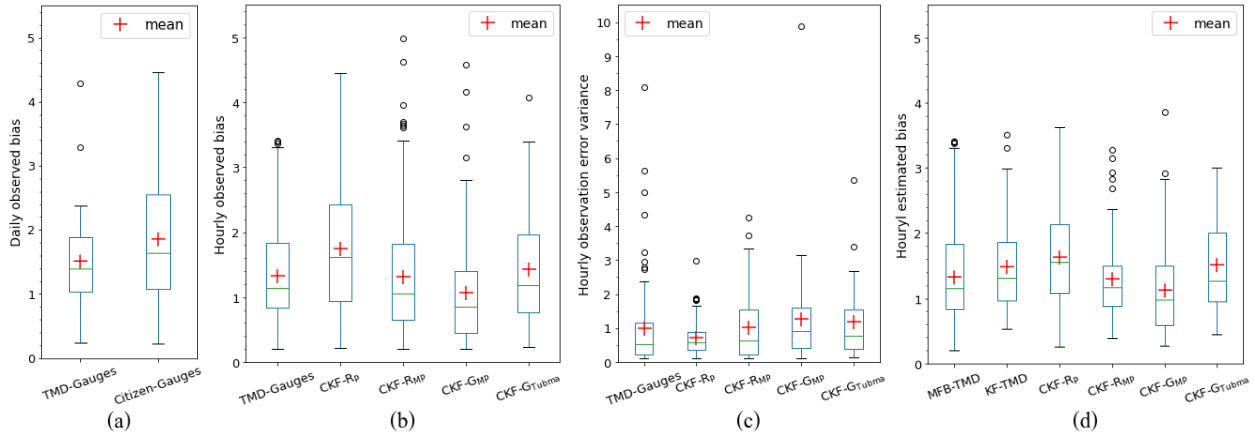 mean
5
4
3
2
1
0
Daily observed bias
TMD-Gauges
Citizen-Gauges
(a)
mean
5
4
3
2
1
0
Hourly observed bias
TMD-Gauges
CKF-RP
CKF-RMP
CKF-GMP
CKF-GTubma
(b)
mean
10
9
8
7
6
5
4
3
2
1
0
Hourly observation error variance
TMD-Gauges
CKF-RP
CKF-RMP
CKF-GMP
CKF-GTubma
(c)
mean
5
4
3
2
1
0
Houryl estimated bias
MFB-TMD
KF-TMD
CKF-RP
CKF-RMP
CKF-GMP
CKF-GTubma
(d)